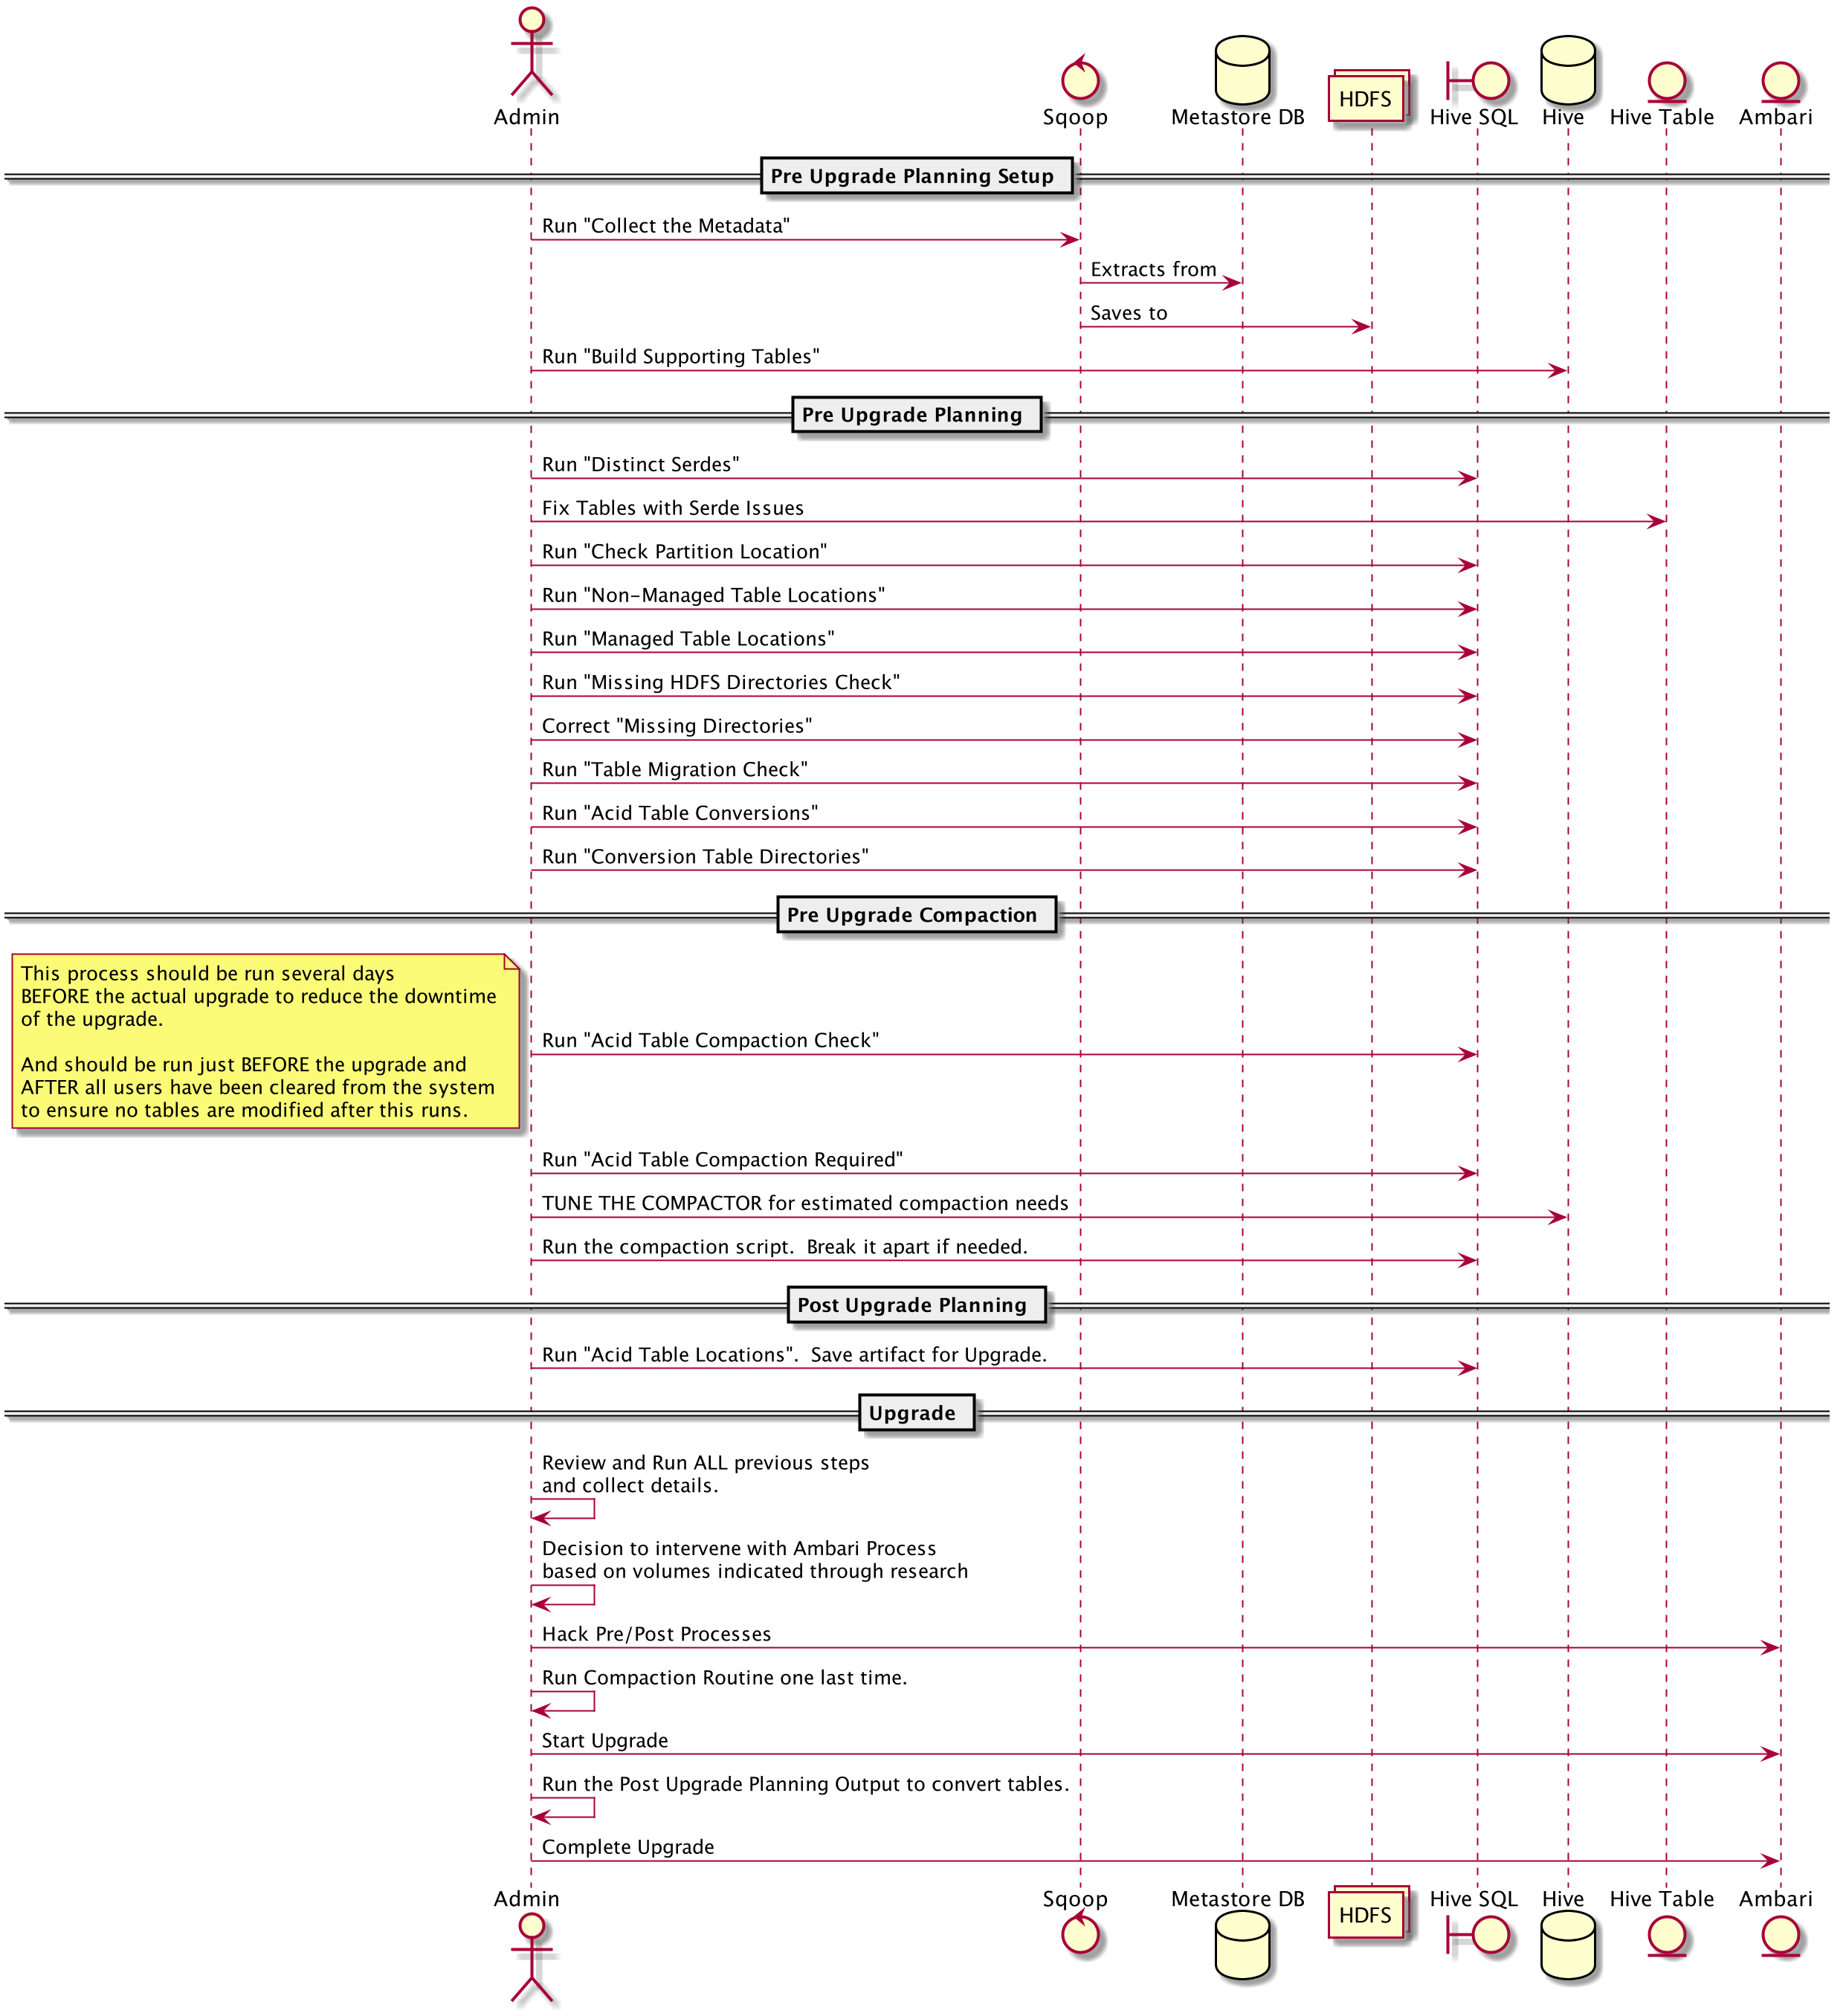 Admin
Sqoop
Metastore DB
HDFS
Hive SQL
Hive
Hive Table
Ambari
Pre Upgrade Planning Setup
Run "Collect the Metadata"
Extracts from
Saves to
Run "Build Supporting Tables"
Pre Upgrade Planning
Run "Distinct Serdes"
Fix Tables with Serde Issues
Run "Check Partition Location"
Run "Non-Managed Table Locations"
Run "Managed Table Locations"
Run "Missing HDFS Directories Check"
Correct "Missing Directories"
Run "Table Migration Check"
Run "Acid Table Conversions"
Run "Conversion Table Directories"
Pre Upgrade Compaction
This process should be run several days
BEFORE the actual upgrade to reduce the downtime
of the upgrade.
And should be run just BEFORE the upgrade and
AFTER all users have been cleared from the system
to ensure no tables are modified after this runs.
Run "Acid Table Compaction Check"
Run "Acid Table Compaction Required"
TUNE THE COMPACTOR for estimated compaction needs
Run the compaction script.  Break it apart if needed.
Post Upgrade Planning
Run "Acid Table Locations".  Save artifact for Upgrade.
Upgrade
Review and Run ALL previous steps
and collect details.
Decision to intervene with Ambari Process
based on volumes indicated through research
Hack Pre/Post Processes
Run Compaction Routine one last time.
Start Upgrade
Run the Post Upgrade Planning Output to convert tables.
Complete Upgrade
Admin
Sqoop
Metastore DB
HDFS
Hive SQL
Hive
Hive Table
Ambari